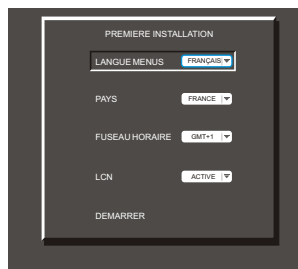 PREMIERE INSTALLATION
LANGUE MENUS FRANÇAIS
PAYS FRANCE
FUSEAU HORAIRE GMT+1
LCN ACTIVE
DEMARRER